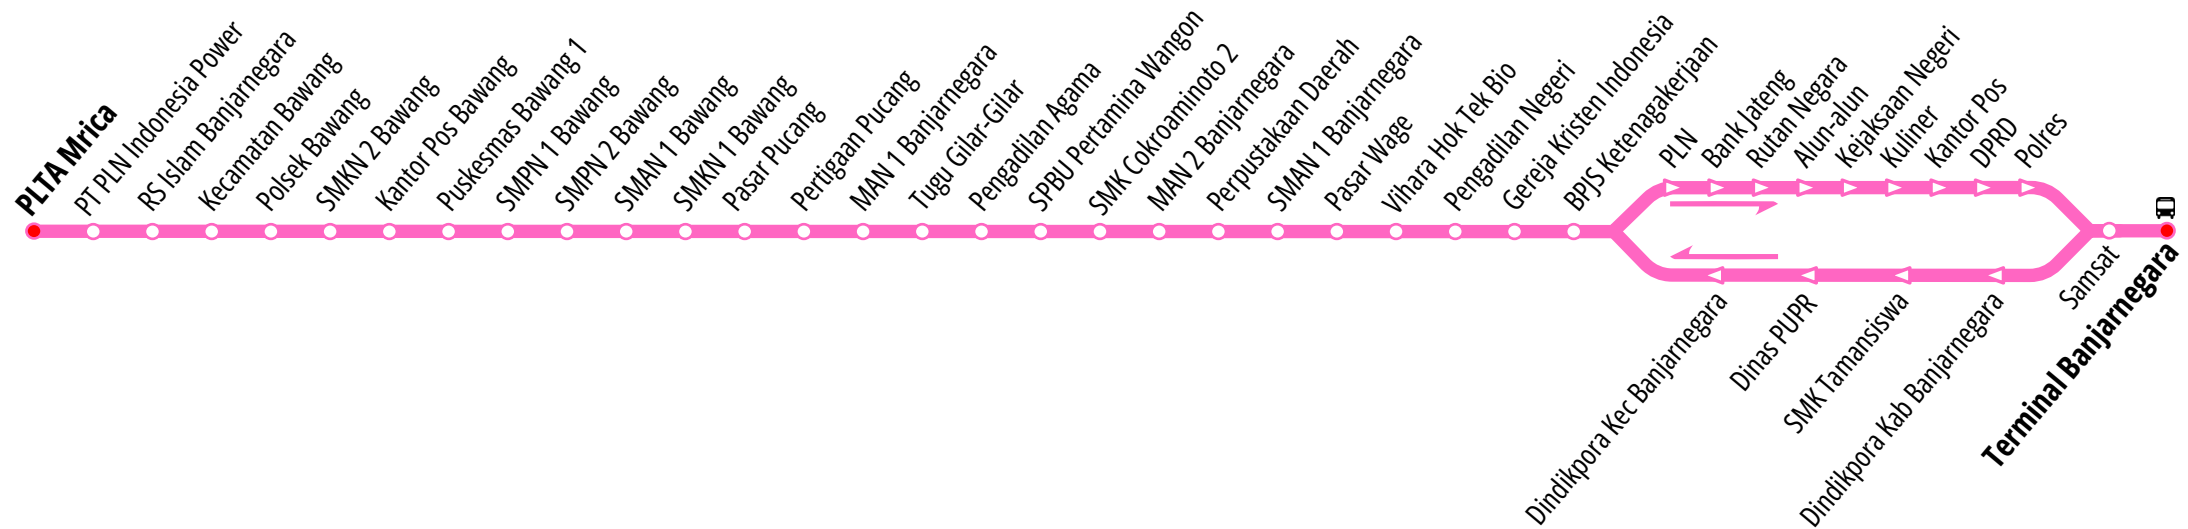 PLTA Mrica
PT PLN Indonesia Power
RS Islam Banjarnegara
Kecamatan Bawang
Polsek Bawang
SMKN 2 Bawang
Kantor Pos Bawang
Puskesmas Bawang 1
SMPN 1 Bawang
SMPN 2 Bawang
SMAN 1 Bawang
SMKN 1 Bawang
Pasar Pucang
Pertigaan Pucang
MAN 1 Banjarnegara
Tugu Gilar-Gilar
Pengadilan Agama
SPBU Pertamina Wangon
SMK Cokroaminoto 2
MAN 2 Banjarnegara
Perpustakaan Daerah
SMAN 1 Banjarnegara
Pasar Wage
Vihara Hok Tek Bio
Pengadilan Negeri
Gereja Kristen Indonesia
BPJS Ketenagakerjaan
PLN
Bank Jateng
Rutan Negara
Alun-alun
Kejaksaan Negeri
Kuliner
Kantor Pos
DPRD
Polres
Dindikpora Kec Banjarnegara
Dinas PUPR
SMK Tamansiswa
Dindikpora Kab Banjarnegara
Samsat
Terminal Banjarnegara